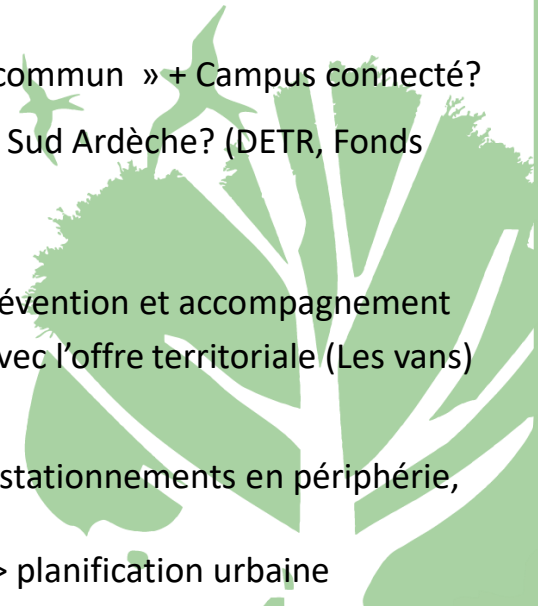 commun » + Campus connecté?
Sud Ardèche? (DETR, Fonds
évention et accompagnement
vec l’offre territoriale (Les vans)
stationnements en périphérie,
> planification urbaine